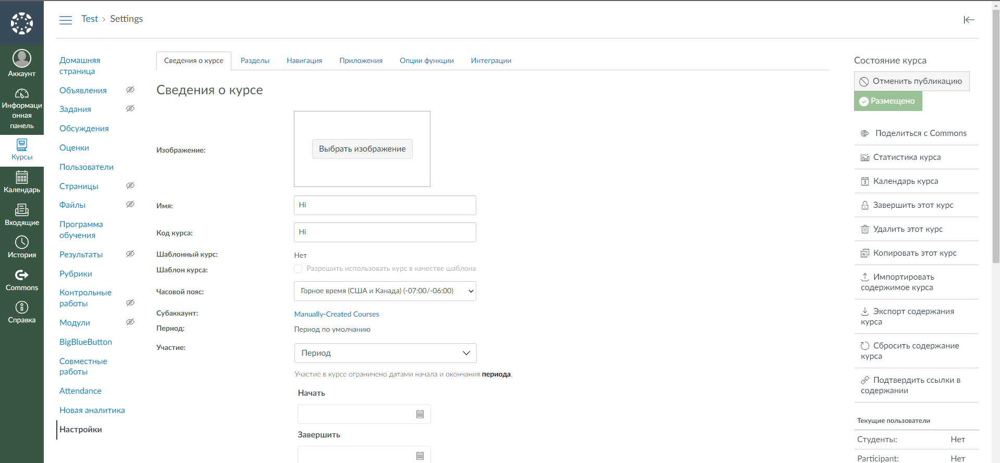 Test › Settings
Аккаунт
Информаци
онная
панель
Курсы
Календарь
Входящие
История
Commons
Справка
Домашняя
страница
Объявления
Задания
Обсуждения
Оценки
Пользователи
Страницы
Файлы
Программа
обучения
Результаты
Рубрики
Контрольные
работы
Модули
BigBlueButton
Совместные
работы
Attendance
Новая аналитика
Настройки
Сведения о курсе Разделы Навигация Приложения Опции функции Интеграции
Сведения о курсе
Изображение: Выбрать изображение
Имя: Hi
Код курса: Hi
Шаблонный курс: Нет
Шаблон курса: Разрешить использовать курс в качестве шаблона
Часовой пояс: Горное время (США и Канада) (-07:00/-06:00)
Субаккаунт: Manually-Created Courses
Период: Период по умолчанию
Участие: Период
Участие в курсе ограничено датами начала и окончания периода.
Начать
Завершить
Состояние курса
Отменить публикацию
Размещено
Поделиться с Commons
Статистика курса
3 Календарь курса
Завершить этот курс
Удалить этот курс
Копировать этот курс
Импортировать
содержимое курса
Экспорт содержания
курса
Сбросить содержание
курса
Подтвердить ссылки в
содержании
Текущие пользователи
Студенты: Нет
Participant: Нет